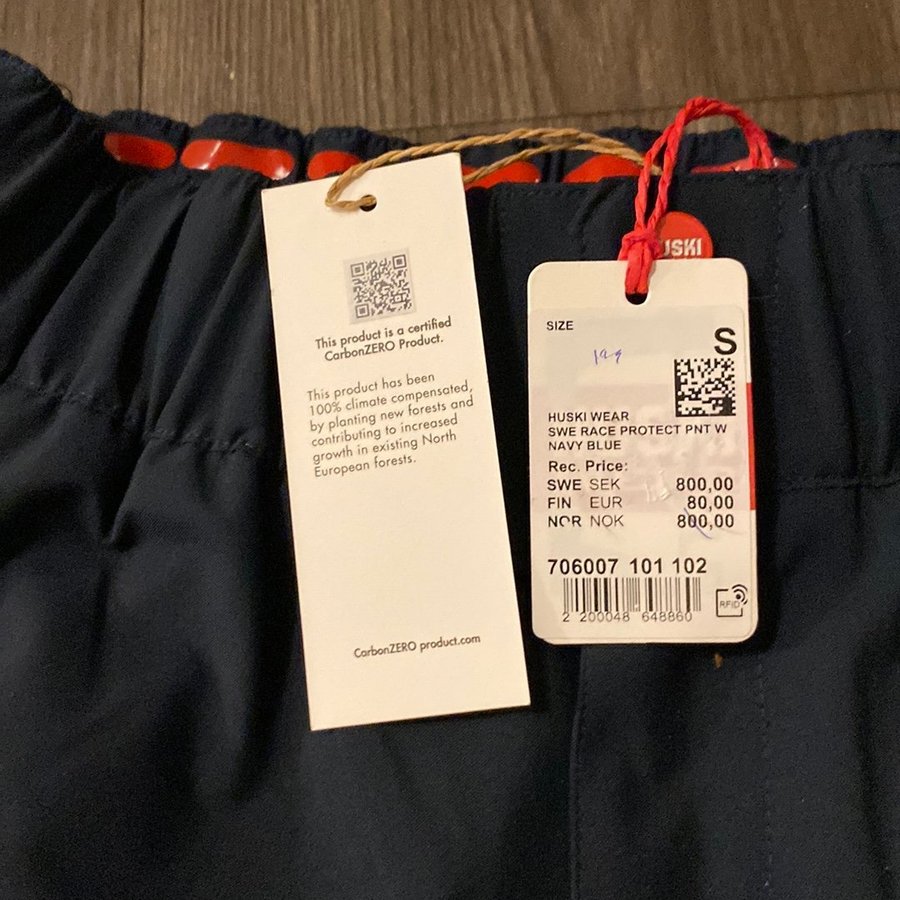 This product is a certified
CarbonZERO Product.
This product has been
100% climate compensated,
by planting new forests and
contributing to increased
growth in existing North
European forests.
CarbonZERO product.com
USKI
SIZE
S
HUSKI WEAR
SWE RACE PROTECT PNT W
NAVY BLUE
Rec. Price:
SWE SEK 800,00
FIN EUR 80,00
NOR NOK 800,00
706007 101 102
RFID
2 200048 648860